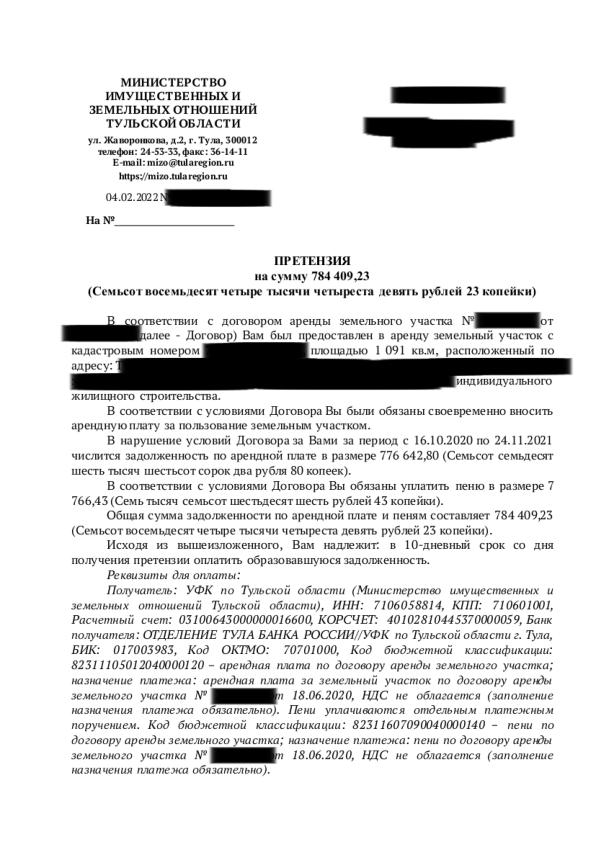 МИНИСТЕРСТВО
ИМУЩЕСТВЕННЫХ И
ЗЕМЕЛЬНЫХ ОТНОШЕНИЙ
ТУЛЬСКОЙ ОБЛАСТИ
ул. Жаворонкова, д.2, г. Тула, 300012
телефон: 24-53-33, факс: 36-14-11
E-mail: mizo@tularegion.ru
https://mizo.tularegion.ru
04.02.2022
На №
ПРЕТЕНЗИЯ
на сумму 784 409,23
(Семьсот восемьдесят четыре тысячи четыреста девять рублей 23 копейки)
В соответствии с договором аренды земельного участка № от
далее - Договор) Вам был предоставлен в аренду земельный участок с
кадастровым номером площадью 1 091 кв.м, расположенный по
адресу:
индивидуального
жилищного строительства.
В соответствии с условиями Договора Вы были обязаны своевременно вносить
арендную плату за пользование земельным участком.
В нарушение условий Договора за Вами за период с 16.10.2020 по 24.11.2021
числится задолженность по арендной плате в размере 776 642,80 (Семьсот семьдесят
шесть тысяч шестьсот сорок два рубля 80 копеек).
В соответствии с условиями Договора Вы обязаны уплатить пеню в размере 7
766,43 (Семь тысяч семьсот шестьдесят шесть рублей 43 копейки).
Общая сумма задолженности по арендной плате и пеням составляет 784 409,23
(Семьсот восемьдесят четыре тысячи четыреста девять рублей 23 копейки).
Исходя из вышеизложенного, Вам надлежит: в 10-дневный срок со дня
получения претензии оплатить образовавшуюся задолженность.
Реквизиты для оплаты:
Получатель: УФК по Тульской области (Министерство имущественных и
земельных отношений Тульской области), ИНН: 7106058814, КПП: 710601001,
Расчетный счет: 03100643000000016600, КОРСЧЕТ: 40102810445370000059, Банк
получателя: ОТДЕЛЕНИЕ ТУЛА БАНКА РОССИИ//УФК по Тульской области г. Тула,
БИК: 017003983, Код ОКТМО: 70701000, Код бюджетной классификации:
82311105012040000120 – арендная плата по договору аренды земельного участка;
назначение платежа: арендная плата за земельный участок по договору аренды
земельного участка № от 18.06.2020, НДС не облагается (заполнение
назначения платежа обязательно). Пени уплачиваются отдельным платежным
поручением. Код бюджетной классификации: 82311607090040000140 – пени по
договору аренды земельного участка; назначение платежа: пени по договору аренды
земельного участка № от 18.06.2020, НДС не облагается (заполнение
назначения платежа обязательно).